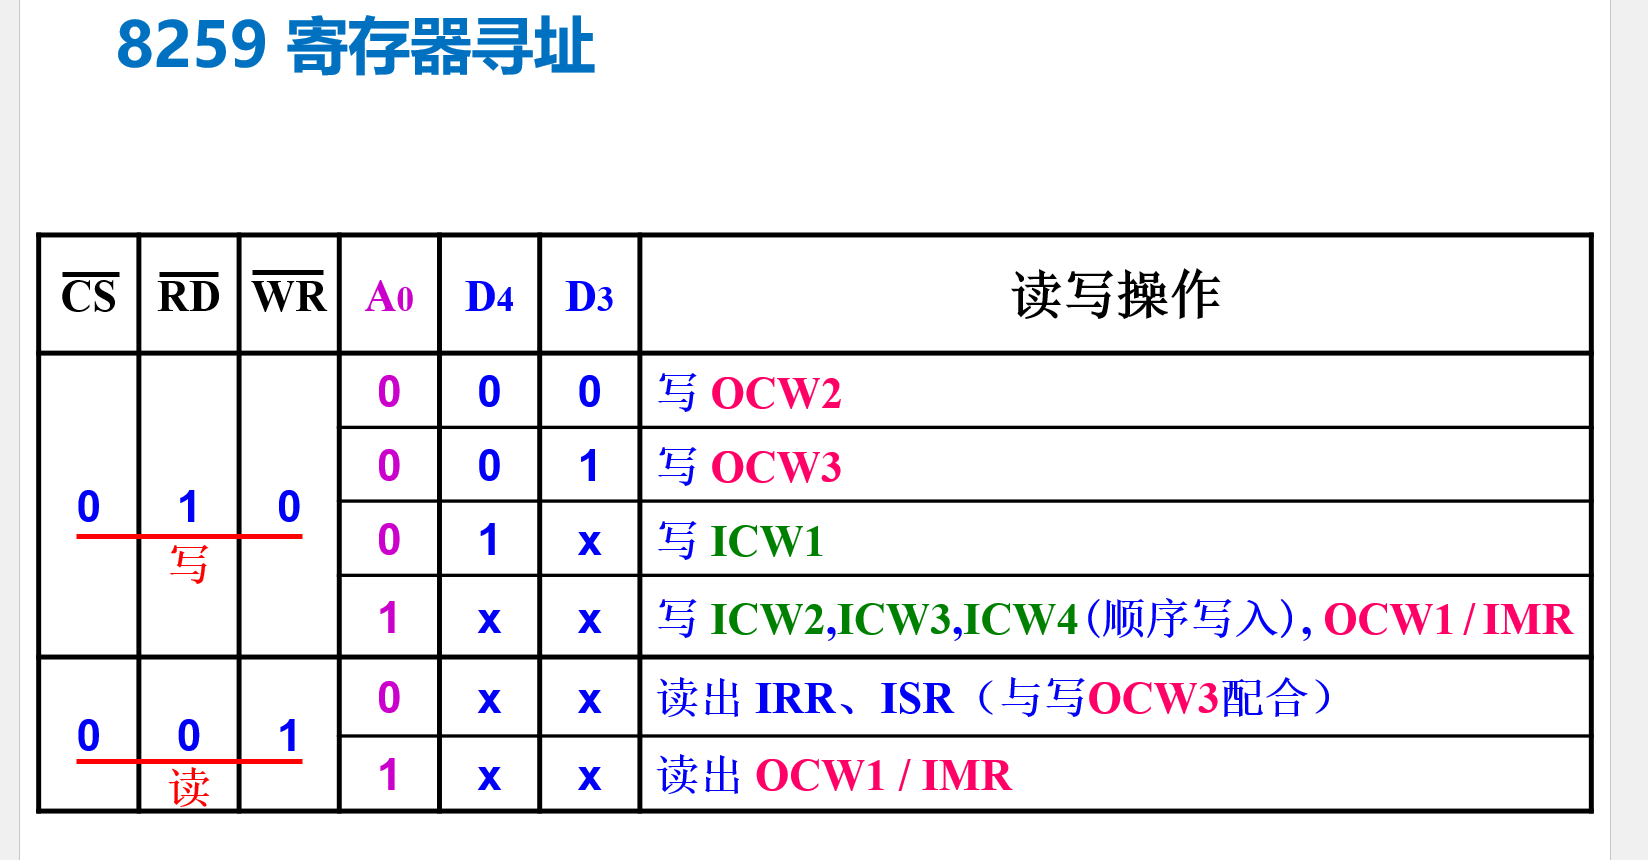 8259 寄存器寻址
CS RD WR A0 D4 D3 读写操作
0 1 0 写
0 0 0 写 OCW2
0 0 1 写 OCW3
0 1 x 写 ICW1
1 x x 写 ICW2,ICW3,ICW4(顺序写入), OCW1 / IMR
0 0 1 读
0 x x 读出 IRR、ISR（与写OCW3配合）
1 x x 读出 OCW1 / IMR